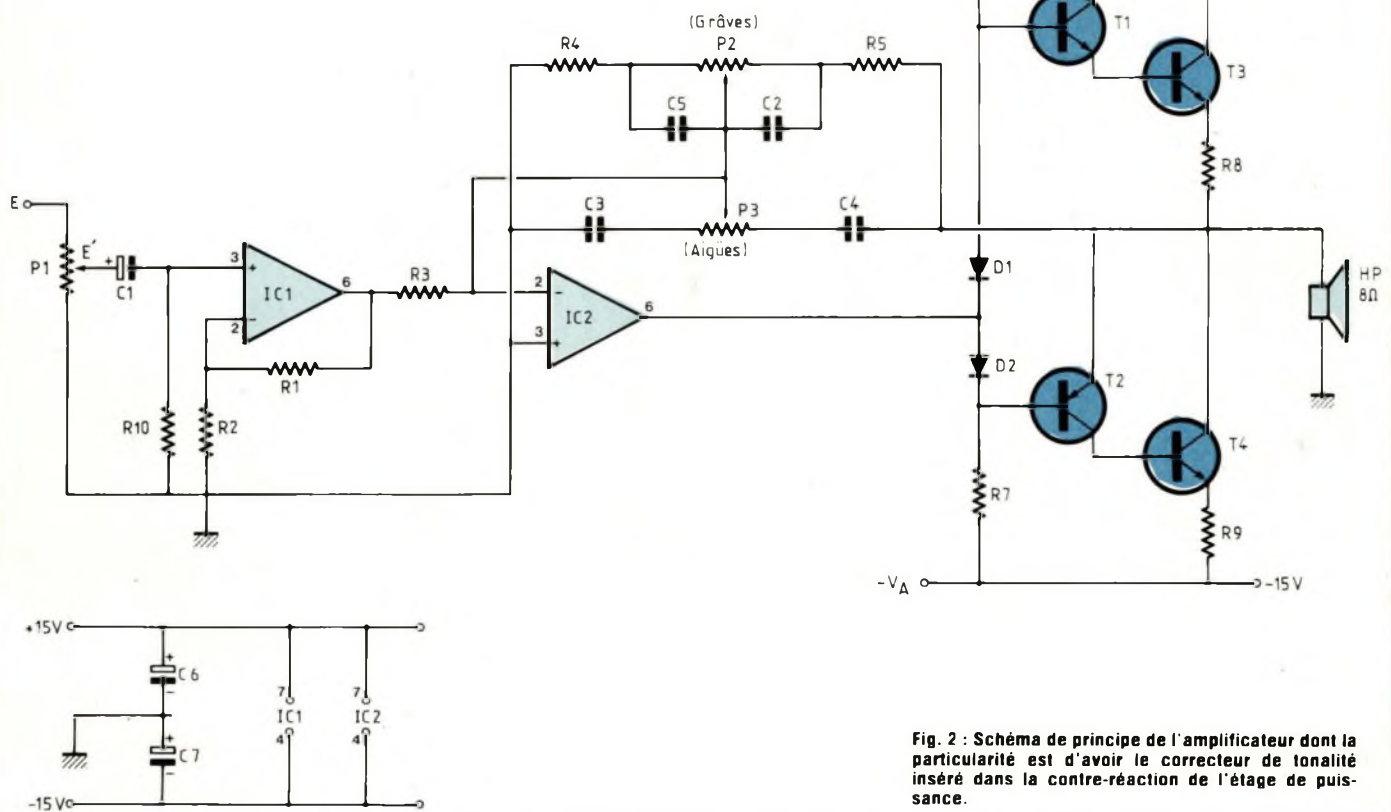 (Grâves)
P2
R4
R5
C5
C2
C3
P3
C4
(Aigües)
E
P1
E'
+
C1
3
+
IC1
6
-
2
R3
R1
R10
R2
2
-
IC2
6
3
+
T1
T3
R8
D1
D2
T2
T4
R7
R9
HP
8Ω
-VA
-15V
+15V
+
C6
-
+
C7
-
-15V
7
IC1
4
7
IC2
4
Fig. 2 : Schéma de principe de l'amplificateur dont la
particularité est d'avoir le correcteur de tonalité
inséré dans la contre-réaction de l'étage de puis-
sance.